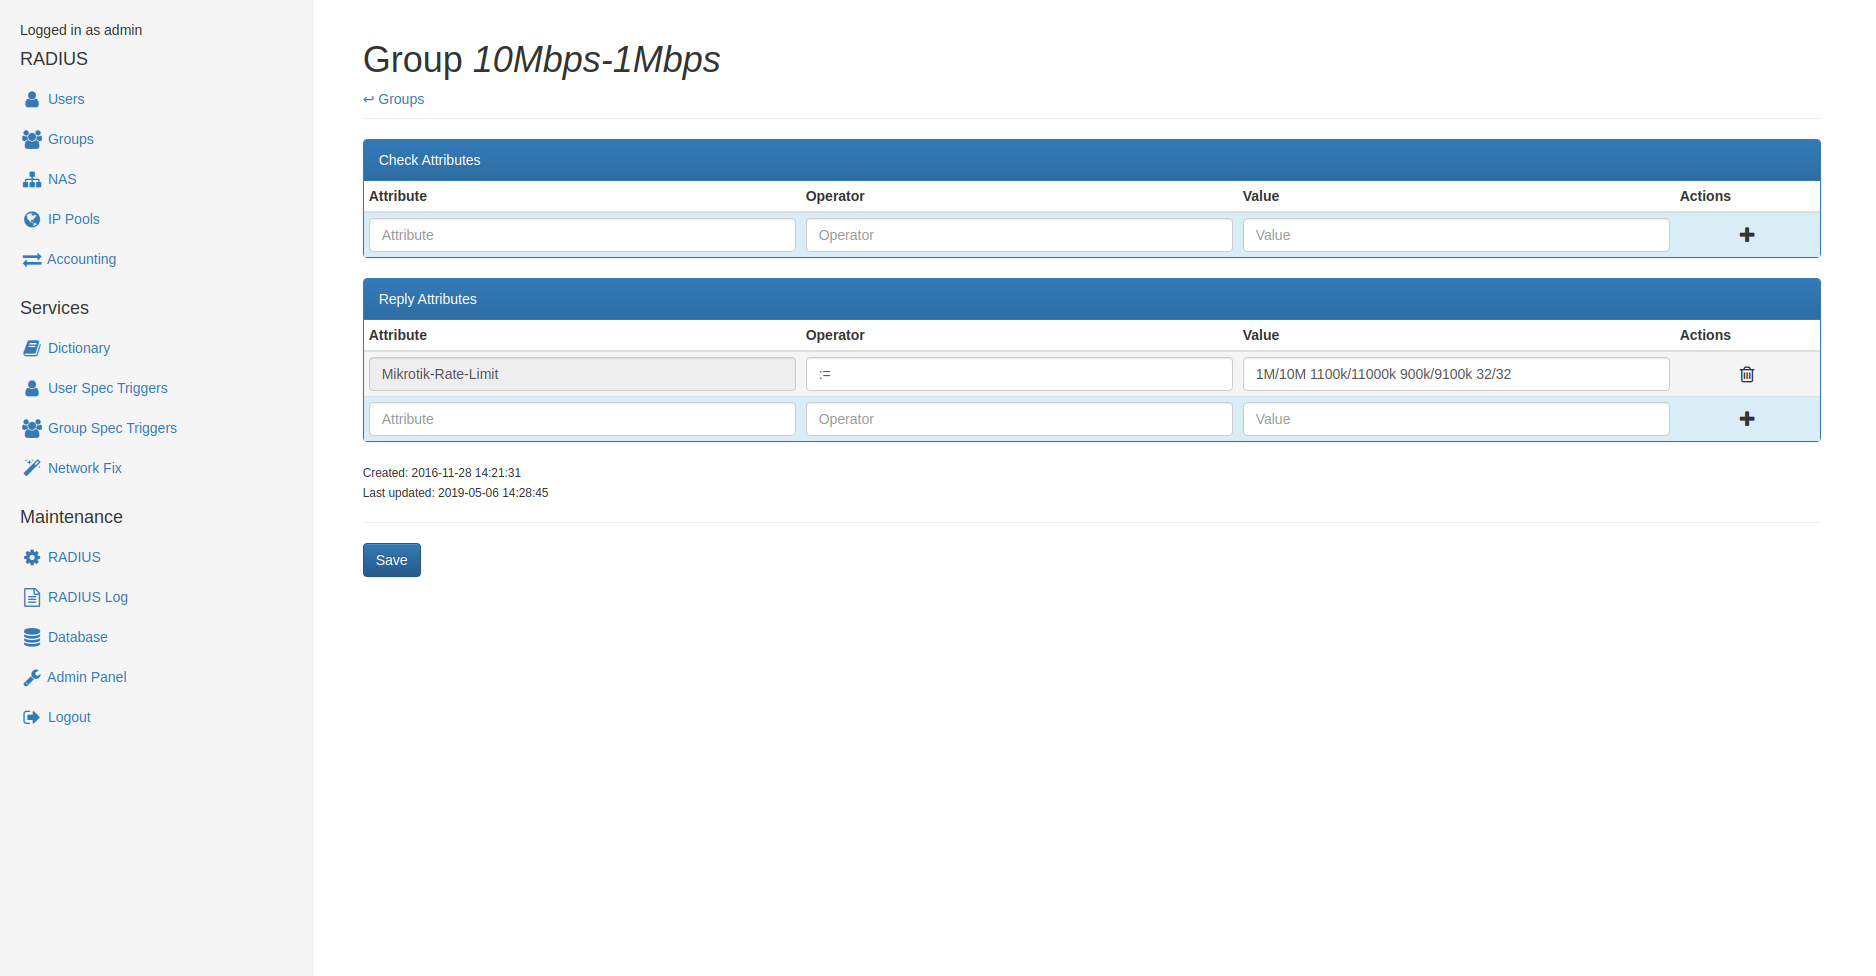 Logged in as admin
RADIUS
Users
Groups
NAS
IP Pools
Accounting
Services
Dictionary
User Spec Triggers
Group Spec Triggers
Network Fix
Maintenance
RADIUS
RADIUS Log
Database
Admin Panel
Logout
Group 10Mbps-1Mbps
↩ Groups
Check Attributes
Attribute Operator Value Actions
Attribute Operator Value
Reply Attributes
Attribute Operator Value Actions
Mikrotik-Rate-Limit := 1M/10M 1100k/11000k 900k/9100k 32/32
Attribute Operator Value
Created: 2016-11-28 14:21:31
Last updated: 2019-05-06 14:28:45
Save